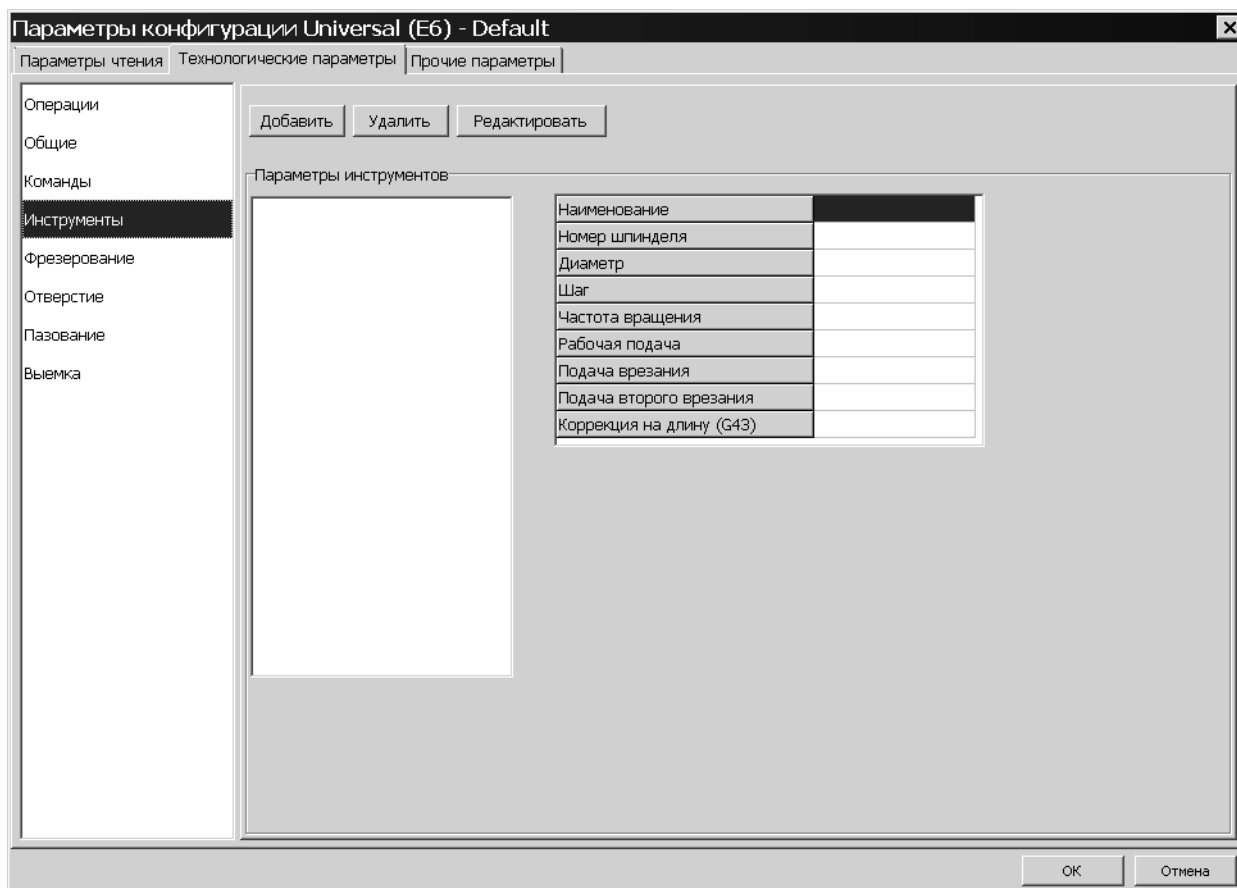 Параметры конфигурации Universal (E6) - Default
Параметры чтения Технологические параметры Прочие параметры
Операции
Общие
Команды
Инструменты
Фрезерование
Отверстие
Пазование
Выемка
Добавить Удалить Редактировать
Параметры инструментов
Наименование
Номер шпинделя
Диаметр
Шаг
Частота вращения
Рабочая подача
Подача врезания
Подача второго врезания
Коррекция на длину (G43)
OK Отмена